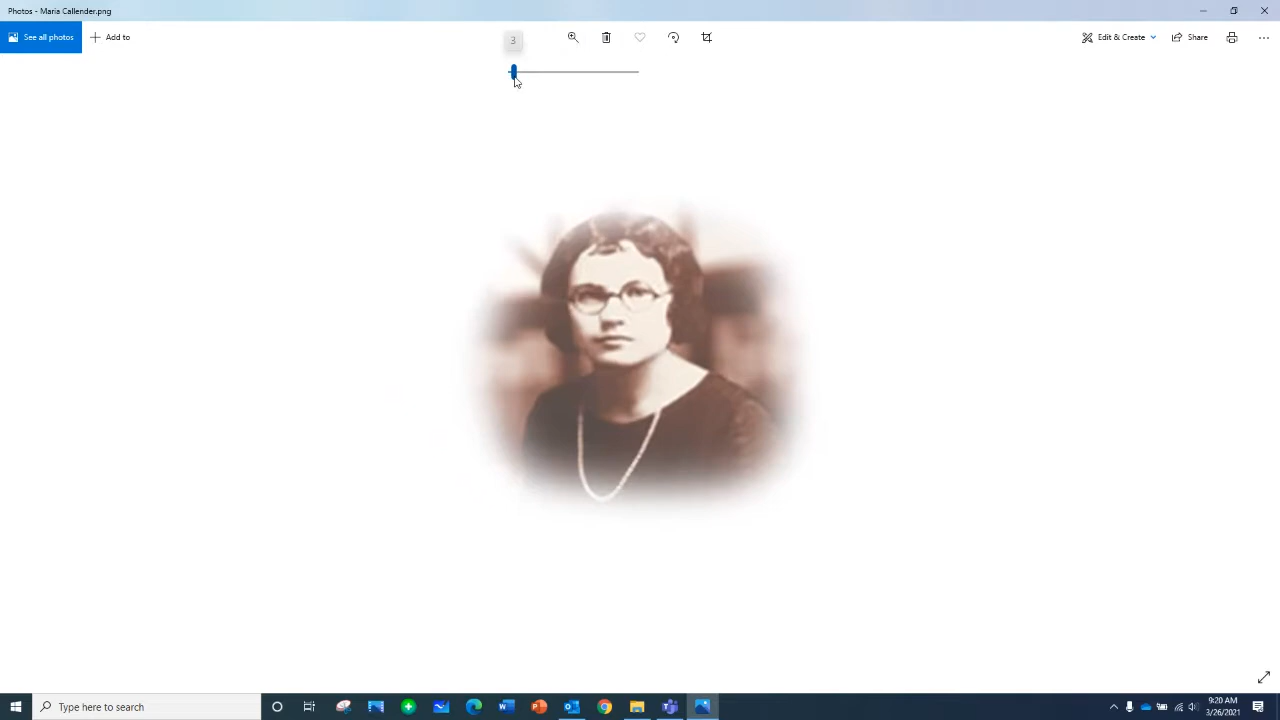 Photos - Maria Callender.png
See all photos
Add to
3
Edit & Create
Share
Type here to search
9:20 AM
3/26/2021